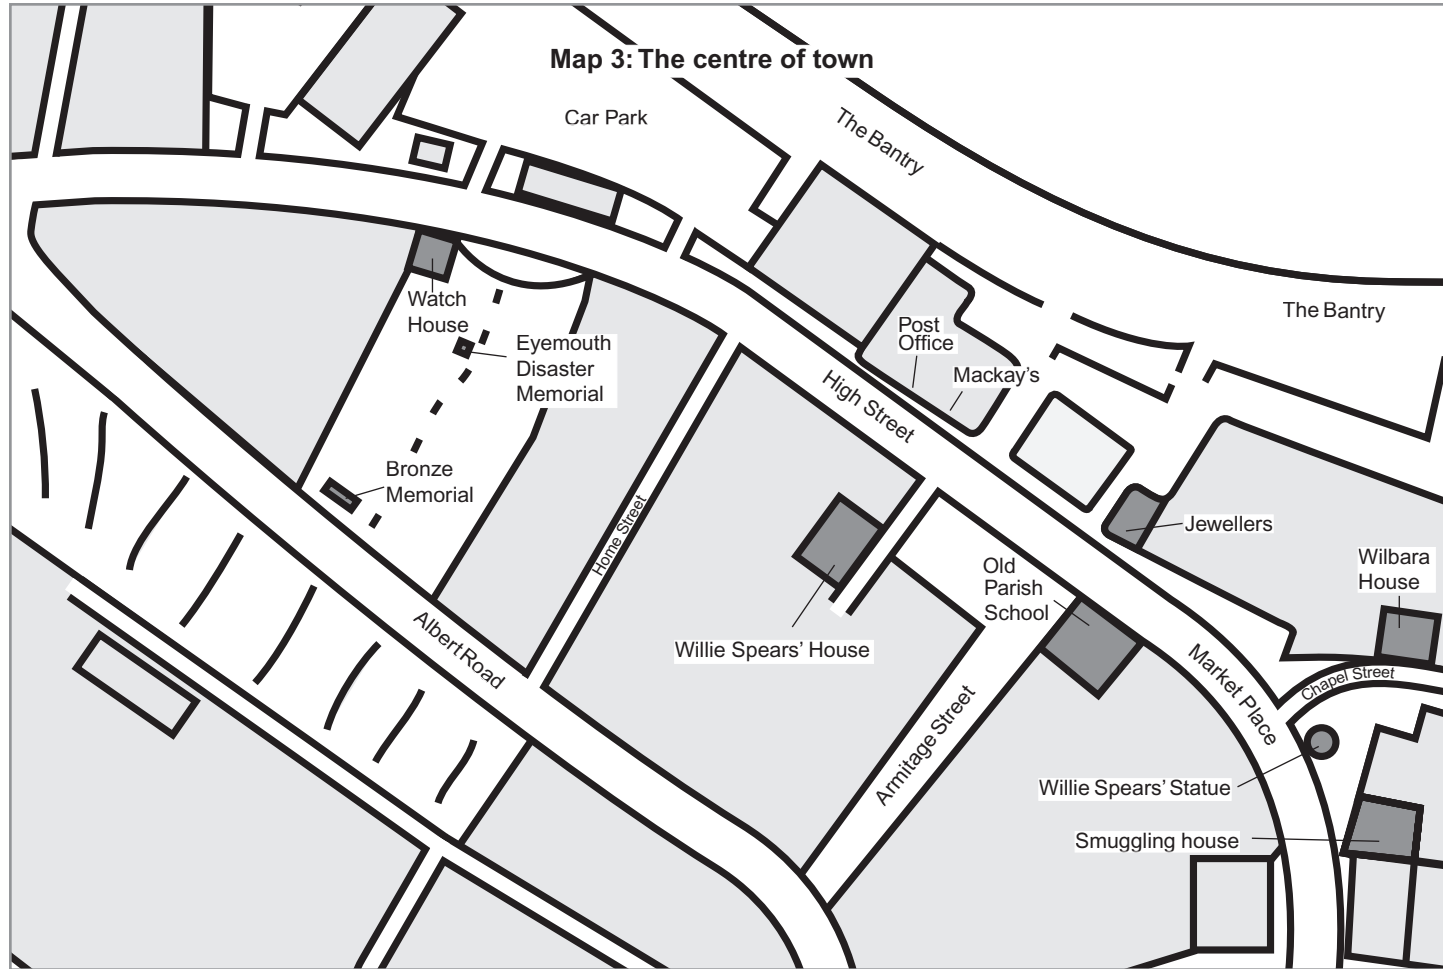 Map 3: The centre of town
Car Park
The Bantry
The Bantry
Watch
House
Eyemouth
Disaster
Memorial
Post
Office
Mackay's
High Street
Bronze
Memorial
Home Street
Jewellers
Old
Parish
School
Wilbara
House
Willie Spears' House
Albert Road
Market Place
Chapel Street
Armitage Street
Willie Spears' Statue
Smuggling house